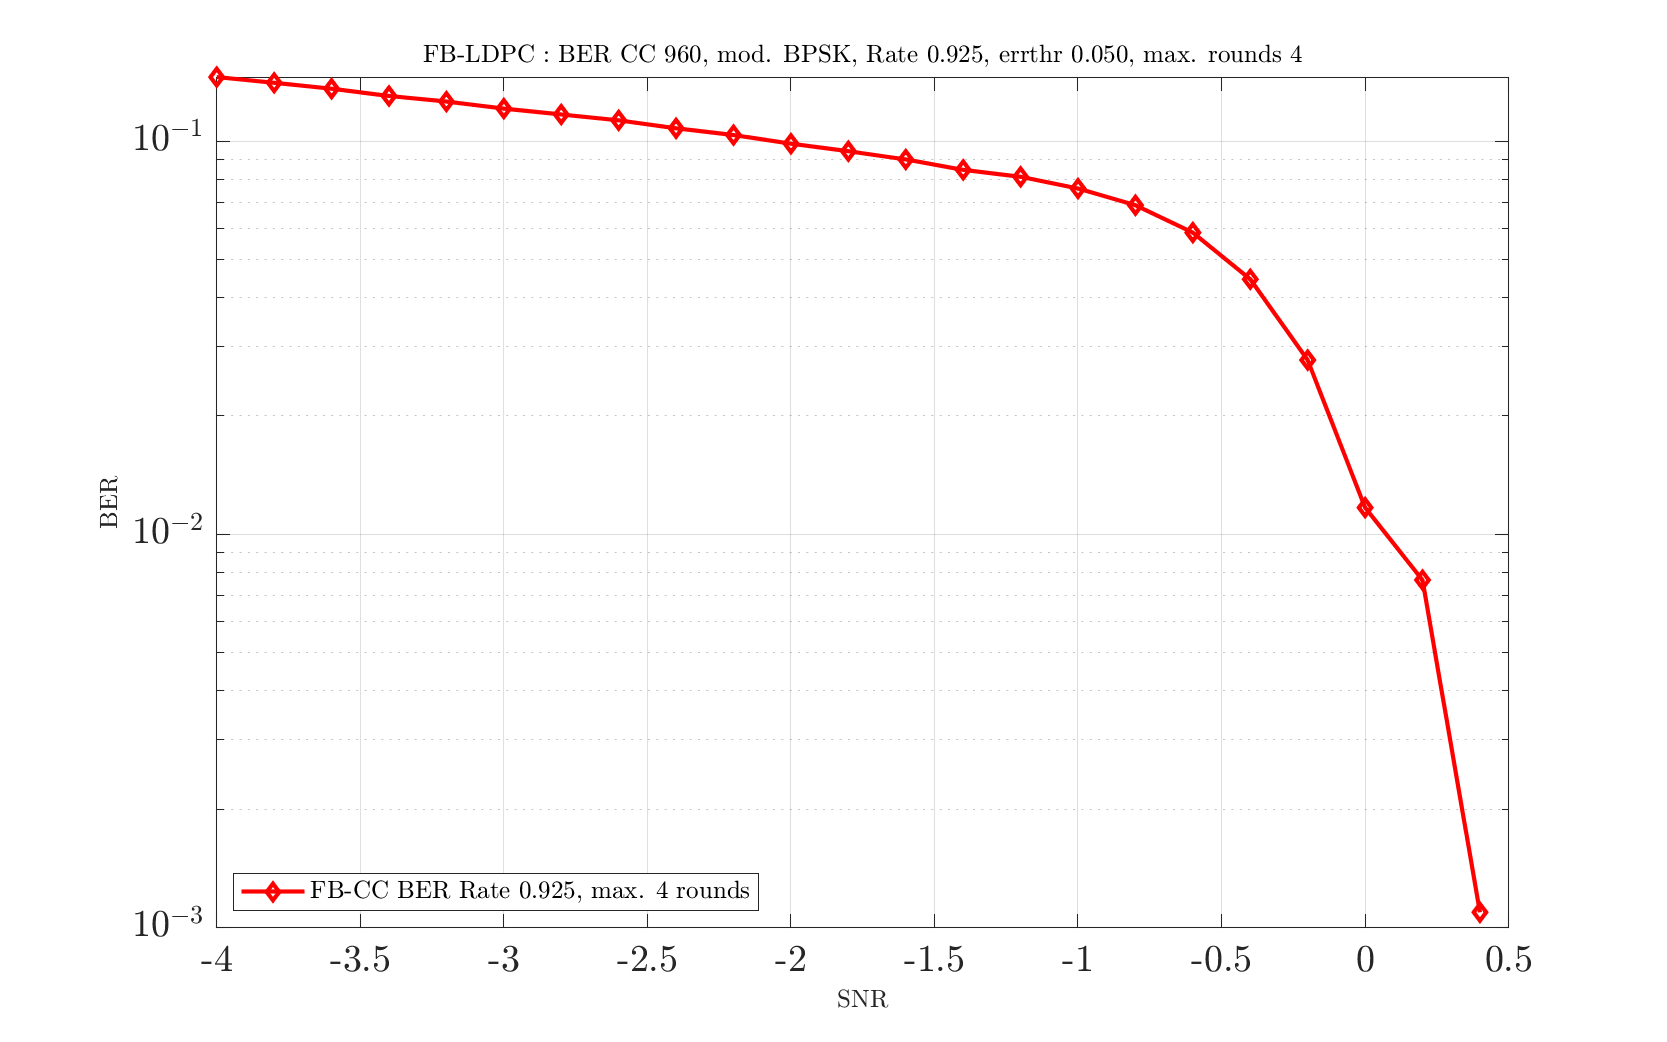 FB-LDPC : BER CC 960, mod. BPSK, Rate 0.925, errthr 0.050, max. rounds 4
10^{-1}
10^{-2}
10^{-3}
BER
FB-CC BER Rate 0.925, max. 4 rounds
-4 -3.5 -3 -2.5 -2 -1.5 -1 -0.5 0 0.5
SNR